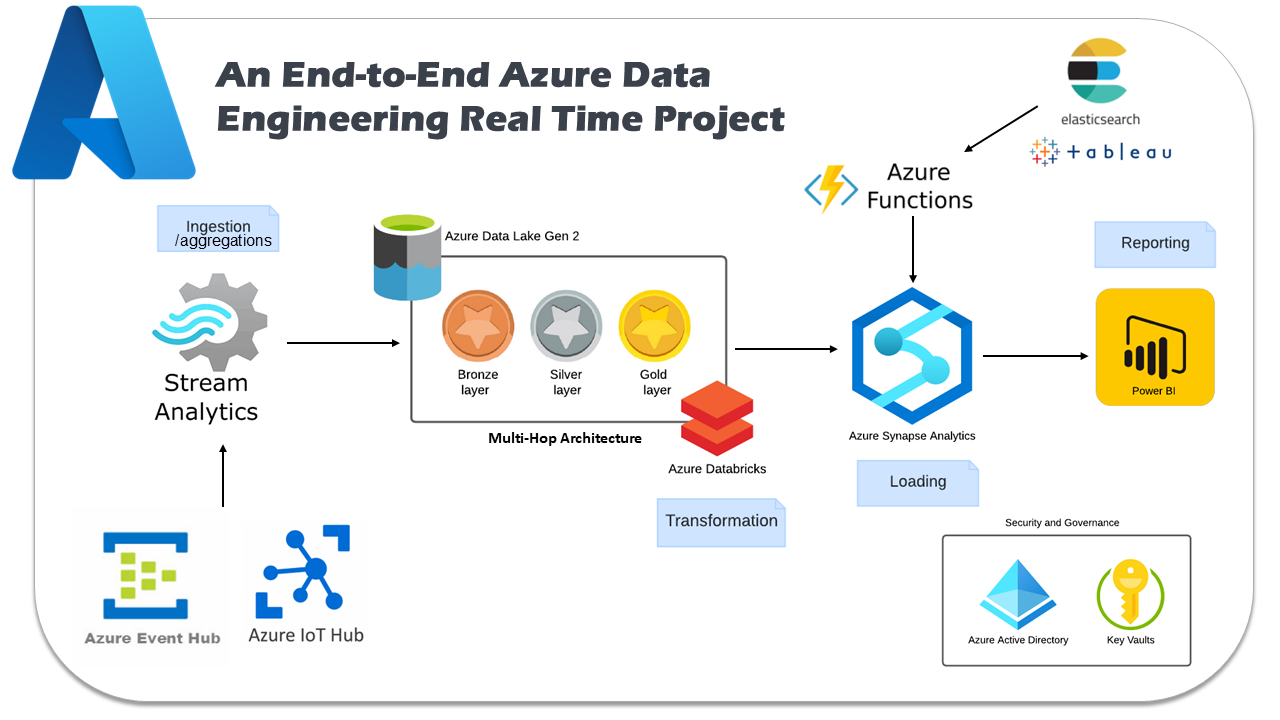 An End-to-End Azure Data
Engineering Real Time Project
elasticsearch
+ableau
Azure
Functions
Ingestion
/aggregations
Azure Data Lake Gen 2
Reporting
Bronze
layer
Silver
layer
Gold
layer
Stream
Analytics
Power BI
Multi-Hop Architecture
Azure Synapse Analytics
Azure Databricks
Loading
Transformation
Security and Governance
Azure Event Hub
Azure IoT Hub
Azure Active Directory
Key Vaults